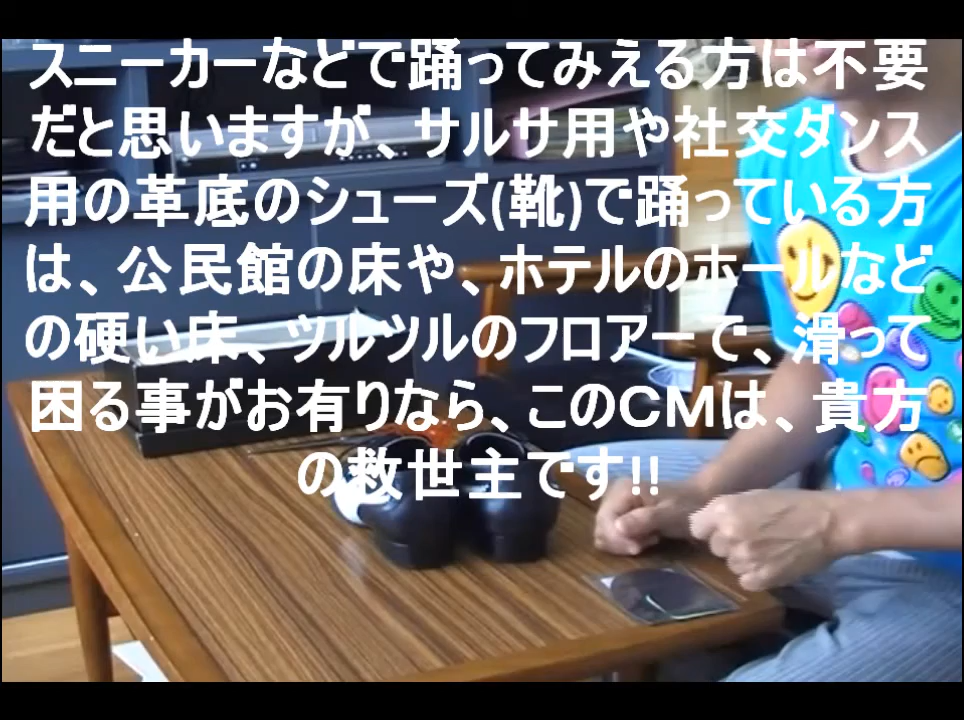 スニーカーなどで踊ってみえる方は不要
だと思いますが、サルサ用や社交ダンス
用の革底のシューズ(靴)で踊っている方
は、公民館の床や、ホテルのホールなど
の硬い床、ツルツルのフロアーで、滑って
困る事がお有りなら、このCMは、貴方
の救世主です!!